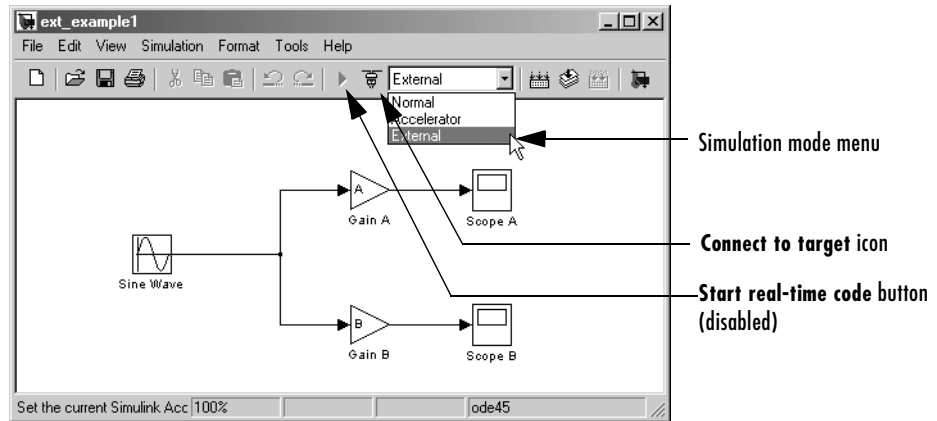 ext_example1
File Edit View Simulation Format Tools Help
External
Normal
Accelerator
External
Simulation mode menu
A
Gain A
Scope A
Connect to target icon
Sine Wave
Start real-time code button
(disabled)
B
Gain B
Scope B
Set the current Simulink Acc 100% ode45